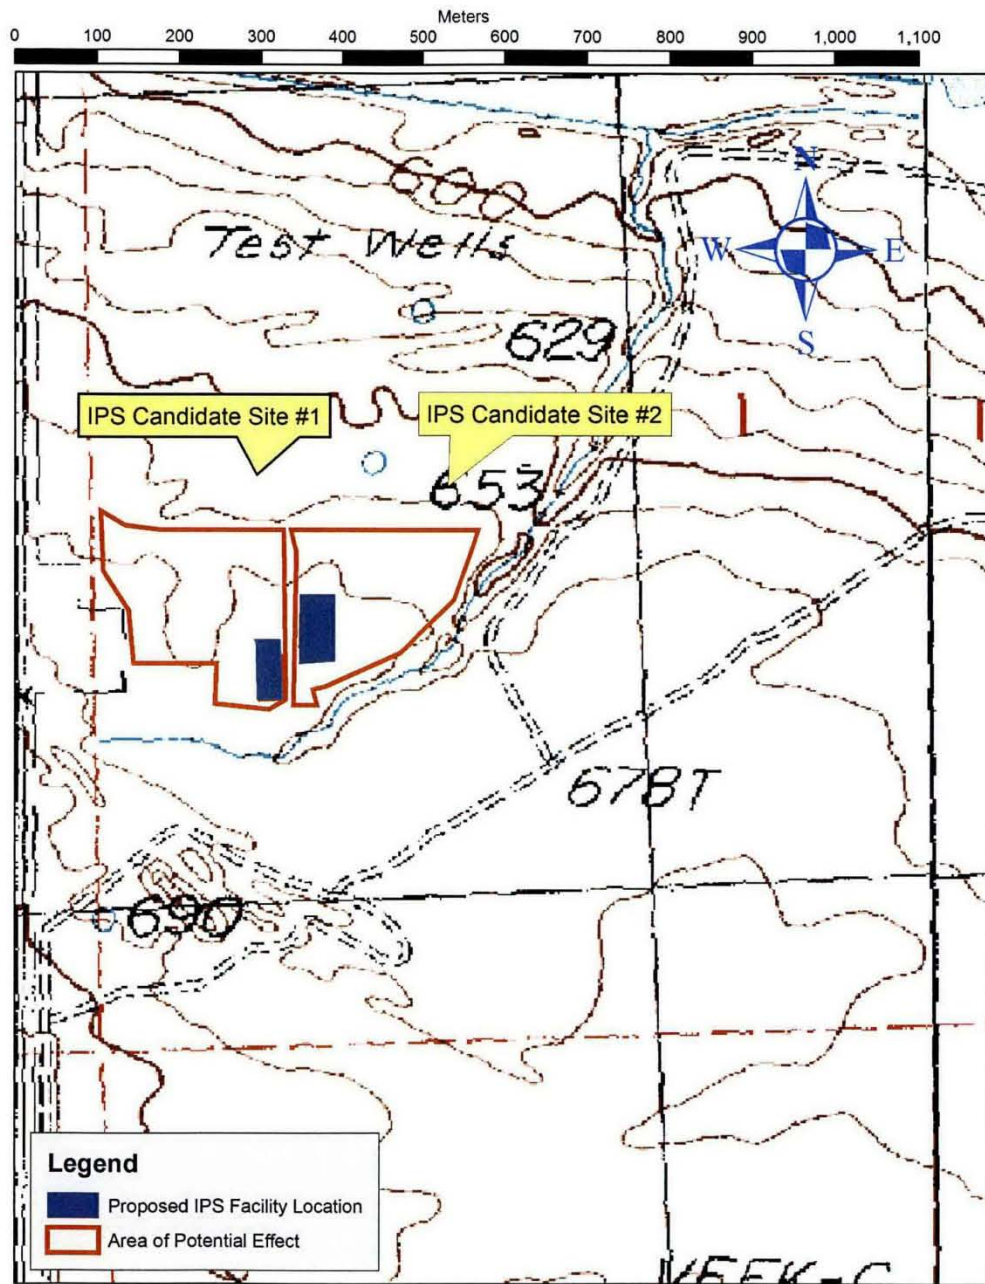 Meters
0 100 200 300 400 500 600 700 800 900 1,000 1,100
N
600
Test Wells
W E
S
629
IPS Candidate Site #1
IPS Candidate Site #2
653
678T
690
Legend
Proposed IPS Facility Location
Area of Potential Effect